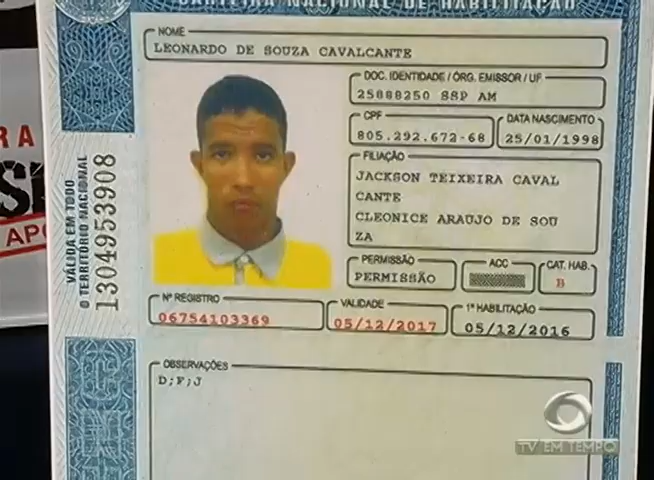 CARTEIRA NACIONAL DE HABILITAÇÃO
NOME
LEONARDO DE SOUZA CAVALCANTE
DOC. IDENTIDADE / ÓRG. EMISSOR / UF
25888250 SSP AM
CPF
805.292.672-68
DATA NASCIMENTO
25/01/1998
FILIAÇÃO
JACKSON TEIXEIRA CAVAL
CANTE
CLEONICE ARAUJO DE SOU
ZA
PERMISSÃO
PERMISSÃO
ACC
CAT. HAB.
B
Nº REGISTRO
06754103369
VALIDADE
05/12/2017
1ª HABILITAÇÃO
05/12/2016
OBSERVAÇÕES
D;F;J
VÁLIDA EM TODO
O TERRITÓRIO NACIONAL
1304953908
TV EM TEMPO